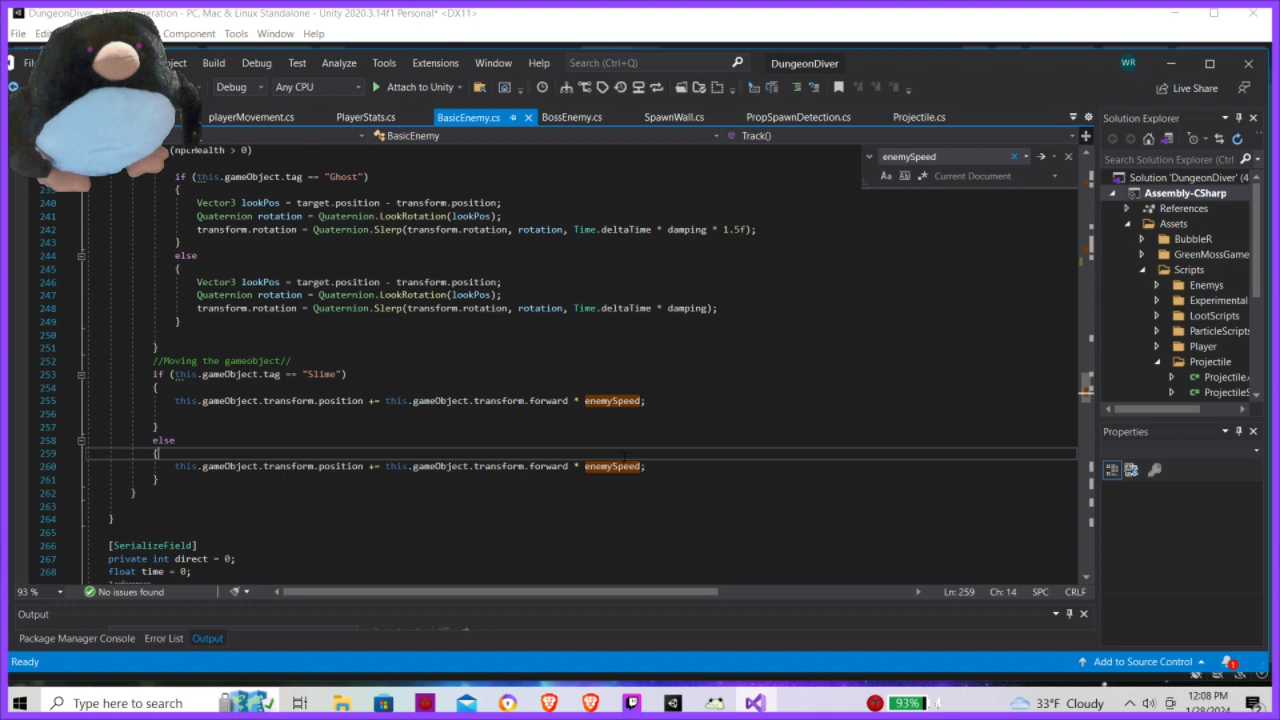 DungeonDiver - WorldGeneration - PC, Mac & Linux Standalone - Unity 2020.3.14f1 Personal* <DX11>
File Component Tools Window Help
Build Debug Test Analyze Tools Extensions Window Help Search (Ctrl+Q) DungeonDiver WR
Debug Any CPU Attach to Unity Live Share
playerMovement.cs PlayerStats.cs BasicEnemy.cs BossEnemy.cs SpawnWall.cs PropSpawnDetection.cs Projectile.cs
BasicEnemy Track()
enemySpeed
Aa Ab Current Document
(npcHealth > 0)
if (this.gameObject.tag == "Ghost")
239 {
240 Vector3 lookPos = target.position - transform.position;
241 Quaternion rotation = Quaternion.LookRotation(lookPos);
242 transform.rotation = Quaternion.Slerp(transform.rotation, rotation, Time.deltaTime * damping * 1.5f);
243 }
244 else
245 {
246 Vector3 lookPos = target.position - transform.position;
247 Quaternion rotation = Quaternion.LookRotation(lookPos);
248 transform.rotation = Quaternion.Slerp(transform.rotation, rotation, Time.deltaTime * damping);
249 }
250
251 }
252 //Moving the gameobject//
253 if (this.gameObject.tag == "Slime")
254 {
255 this.gameObject.transform.position += this.gameObject.transform.forward * enemySpeed;
256
257 }
258 else
259 {
260 this.gameObject.transform.position += this.gameObject.transform.forward * enemySpeed;
261 }
262 }
263
264 }
265
266 [SerializeField]
267 private int direct = 0;
268 float time = 0;
93 % No issues found Ln: 259 Ch: 14 SPC CRLF
Output
Package Manager Console Error List Output
Ready Add to Source Control 1
Solution Explorer
Search Solution Explorer (Ctrl
Solution 'DungeonDiver' (4
Assembly-CSharp
References
Assets
BubbleR
GreenMossGame
Scripts
Enemys
Experimental
LootScripts
ParticleScripts
Player
Projectile
Projectile.
ProjectileS
Properties
Type here to search 93% 33°F Cloudy 12:08 PM
1/28/2024